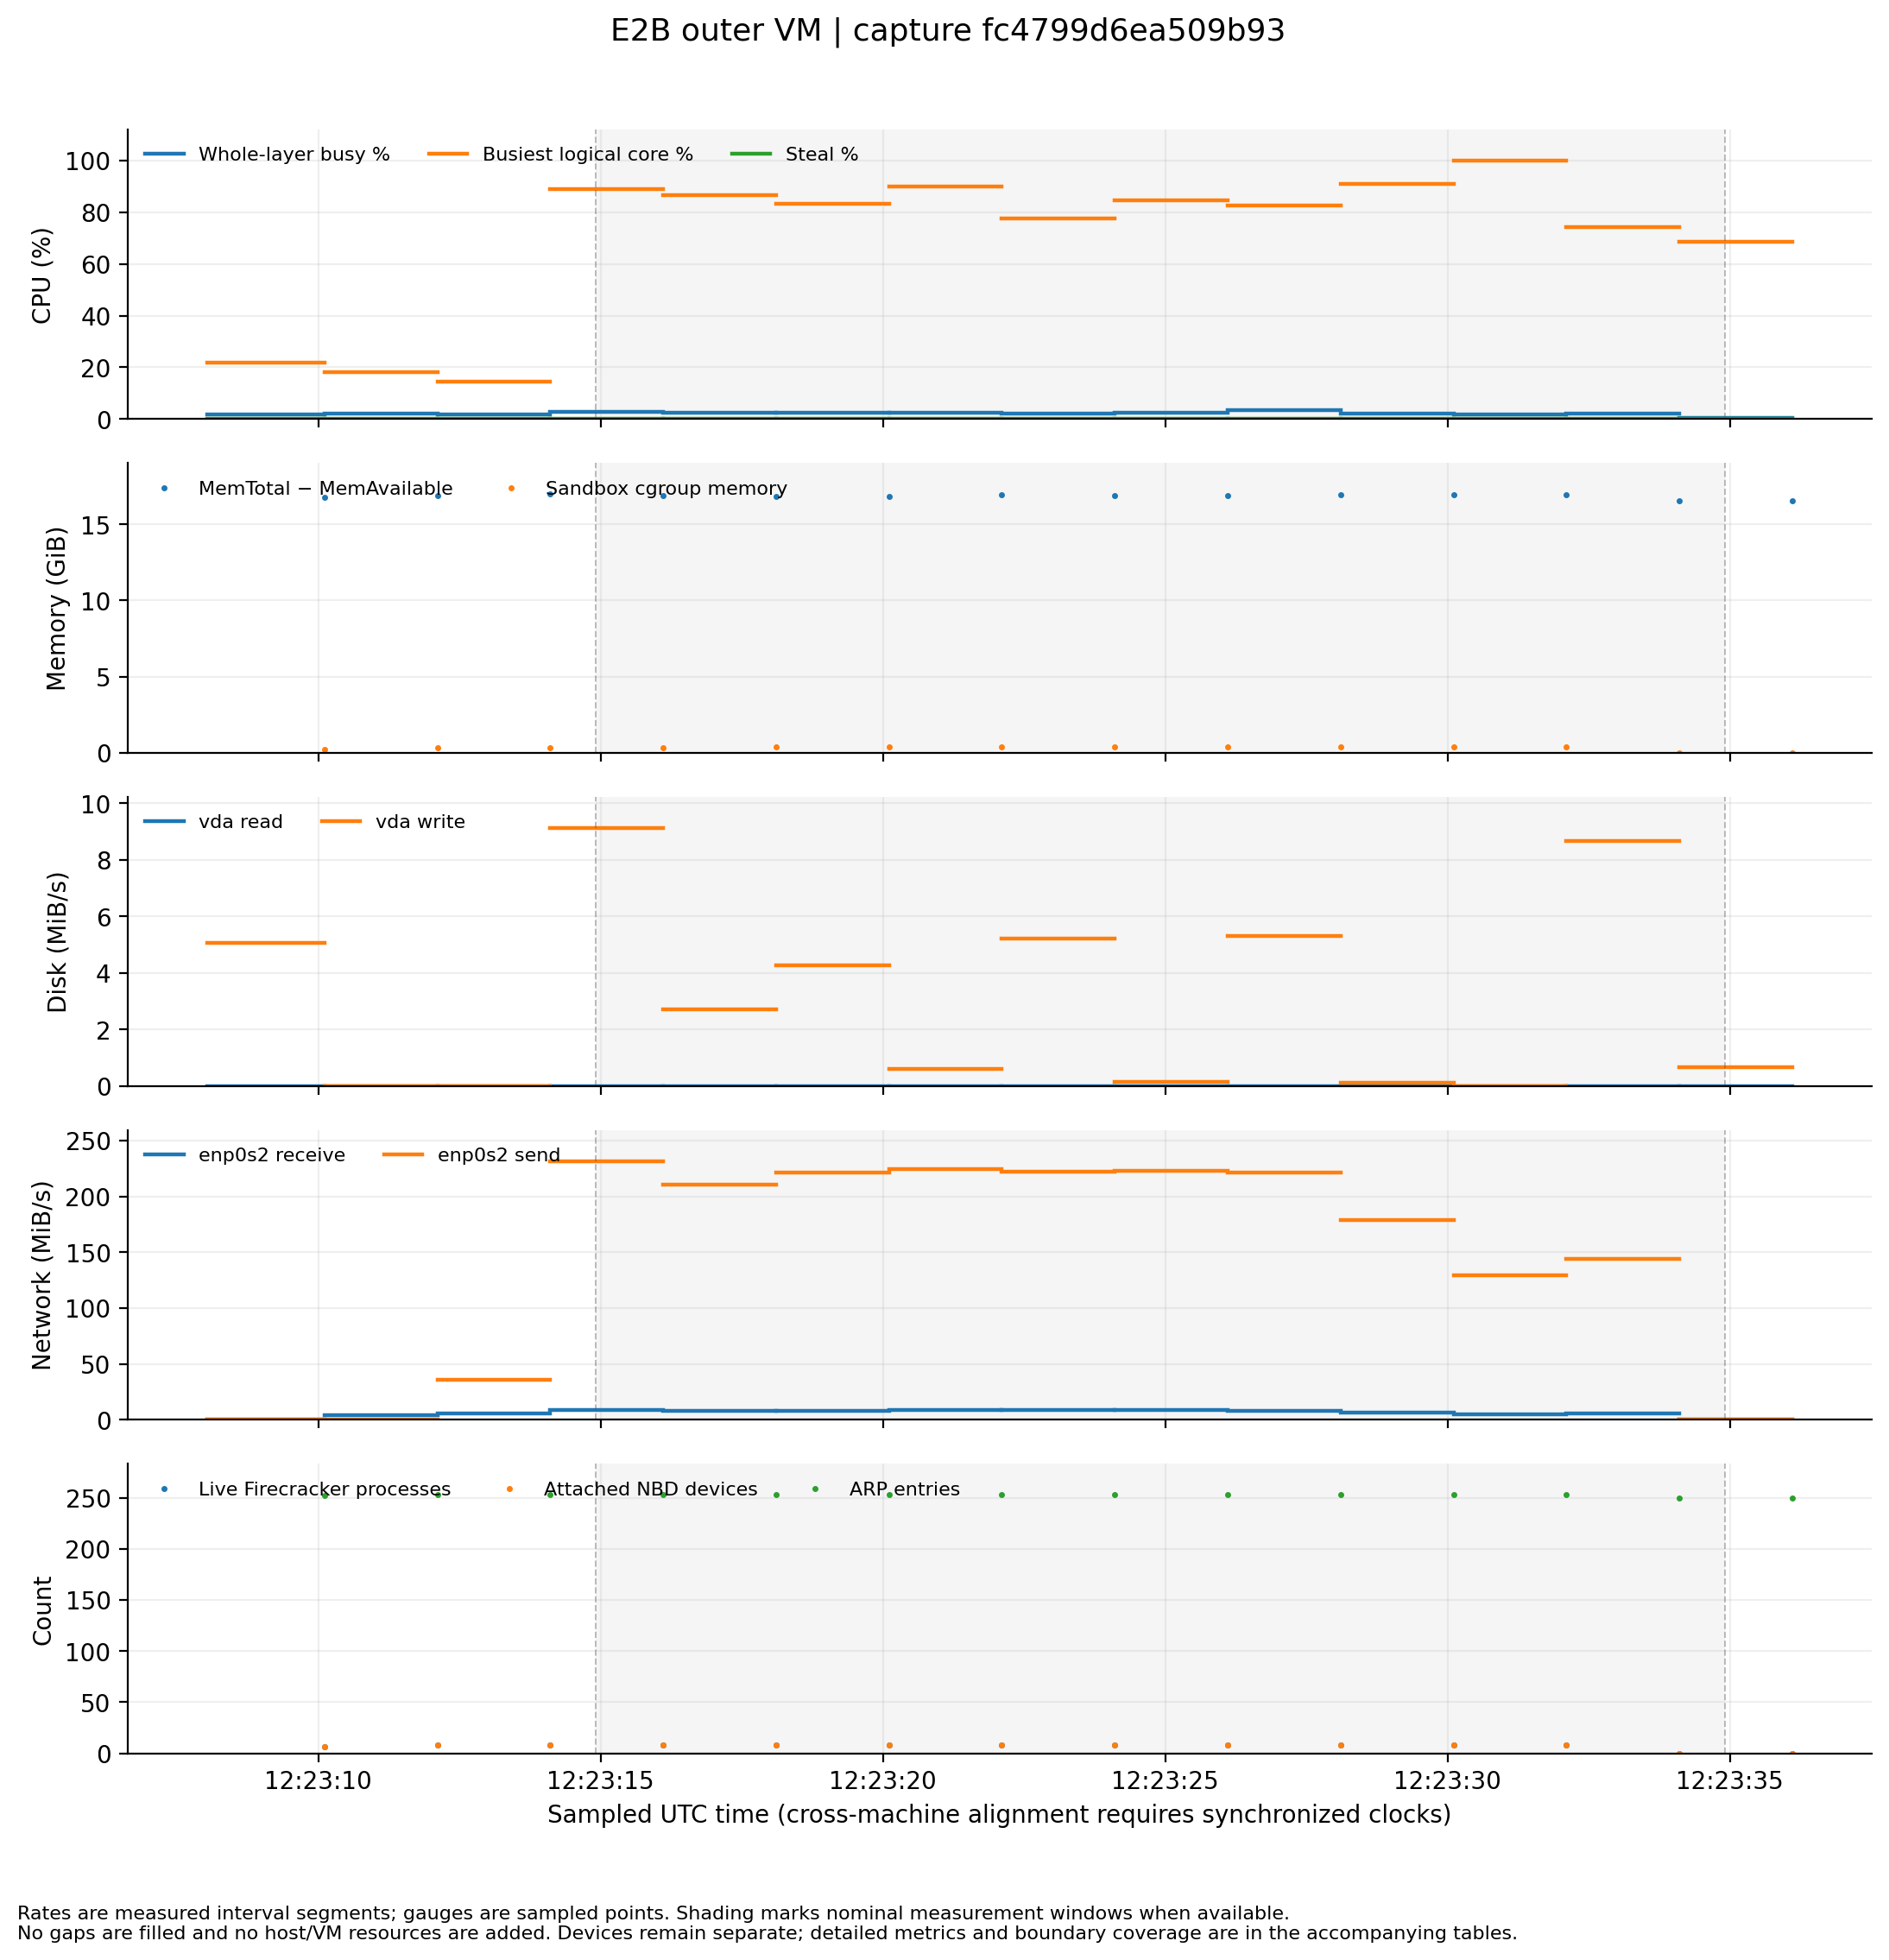 E2B outer VM | capture fc4799d6ea509b93
Whole-layer busy % Busiest logical core % Steal %
CPU (%)
100
80
60
40
20
0
MemTotal − MemAvailable Sandbox cgroup memory
Memory (GiB)
15
10
5
0
vda read vda write
Disk (MiB/s)
10
8
6
4
2
0
enp0s2 receive enp0s2 send
Network (MiB/s)
250
200
150
100
50
0
Live Firecracker processes Attached NBD devices ARP entries
Count
250
200
150
100
50
0
12:23:10 12:23:15 12:23:20 12:23:25 12:23:30 12:23:35
Sampled UTC time (cross-machine alignment requires synchronized clocks)
Rates are measured interval segments; gauges are sampled points. Shading marks nominal measurement windows when available.
No gaps are filled and no host/VM resources are added. Devices remain separate; detailed metrics and boundary coverage are in the accompanying tables.